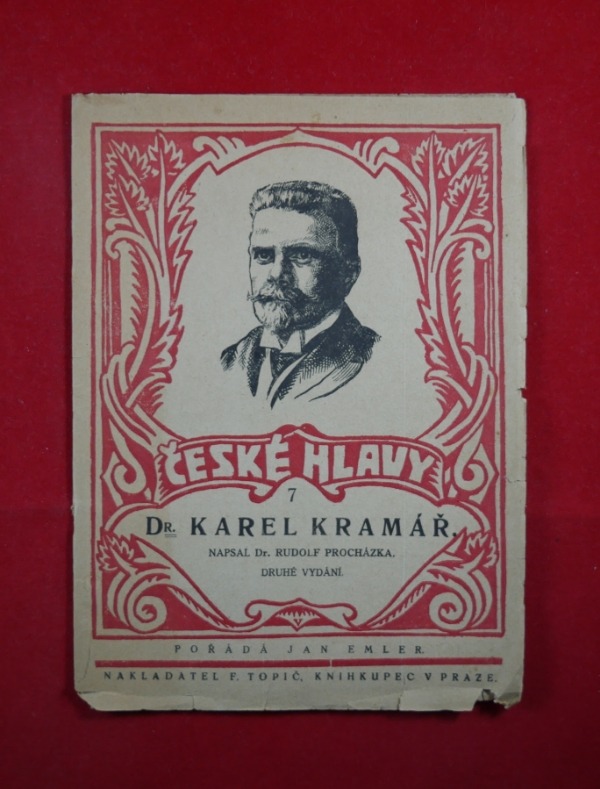 ČESKÉ HLAVY
7
DR. KAREL KRAMÁŘ.
NAPSAL Dr. RUDOLF PROCHÁZKA.
DRUHÉ VYDÁNÍ.
POŘÁDÁ JAN EMLER.
NAKLADATEL F. TOPIČ, KNIHKUPEC V PRAZE.